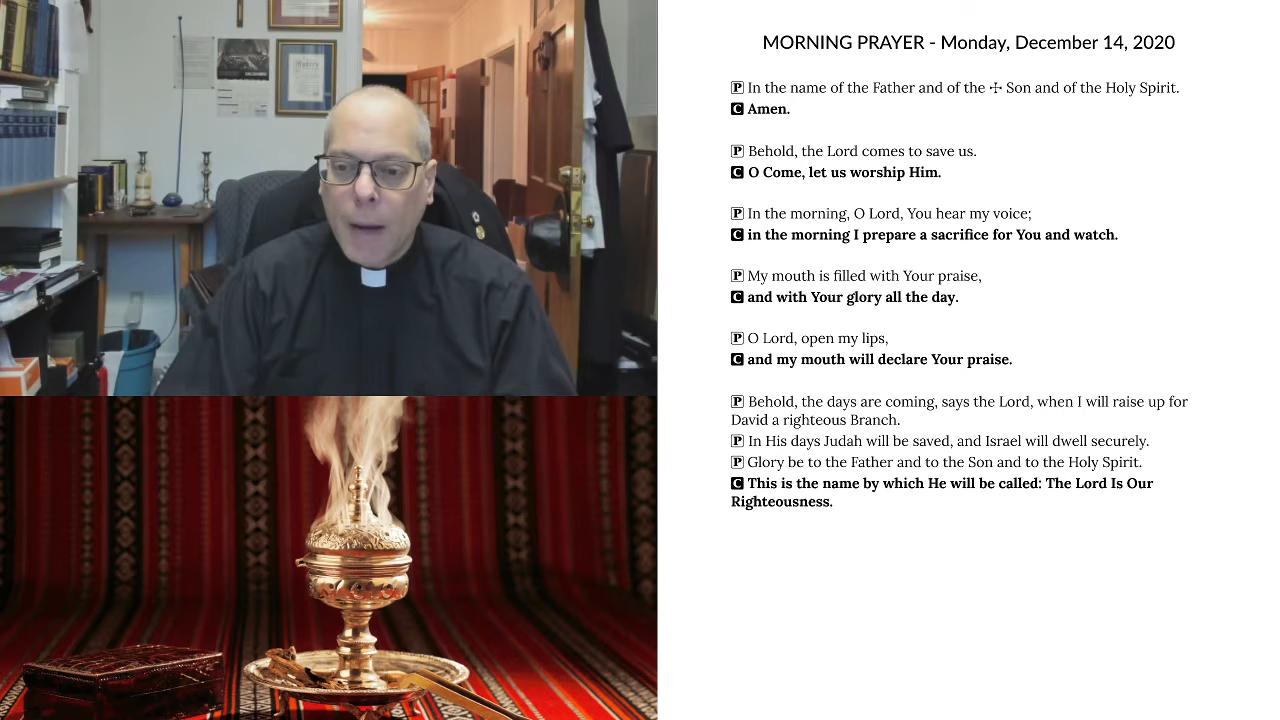 MORNING PRAYER - Monday, December 14, 2020
P In the name of the Father and of the ☩ Son and of the Holy Spirit.
C Amen.
P Behold, the Lord comes to save us.
C O Come, let us worship Him.
P In the morning, O Lord, You hear my voice;
C in the morning I prepare a sacrifice for You and watch.
P My mouth is filled with Your praise,
C and with Your glory all the day.
P O Lord, open my lips,
C and my mouth will declare Your praise.
P Behold, the days are coming, says the Lord, when I will raise up for
David a righteous Branch.
P In His days Judah will be saved, and Israel will dwell securely.
P Glory be to the Father and to the Son and to the Holy Spirit.
C This is the name by which He will be called: The Lord Is Our
Righteousness.